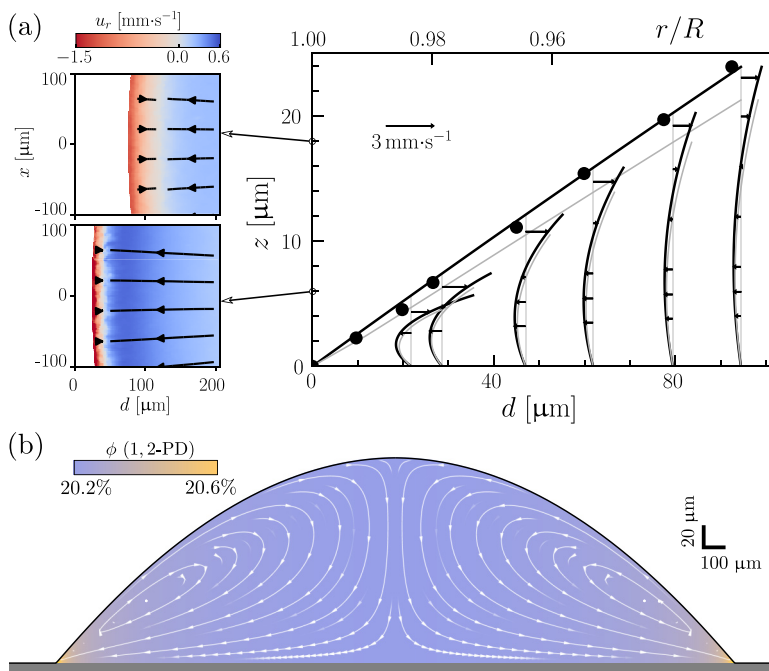 (a)
u_r [mm·s⁻¹]
−1.5 0.0 0.6
100
0
-100
x [μm]
100
0
-100
0 100 200
d [μm]
1.00 0.98 0.96 r/R
20
10
0
z [μm]
3 mm·s⁻¹
0 40 80
d [μm]
(b)
ϕ (1, 2-PD)
20.2% 20.6%
20 μm
100 μm